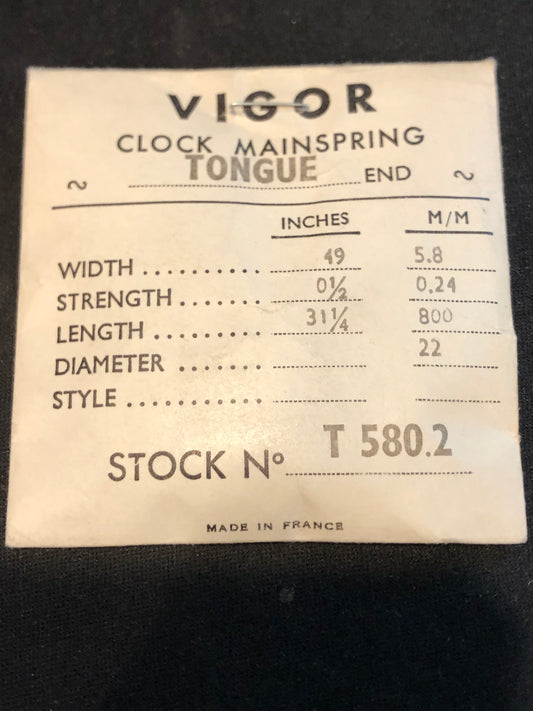 VIGOR
CLOCK MAINSPRING
~ TONGUE END ~
INCHES M/M
WIDTH .......... 49 5.8
STRENGTH ....... 0½ 0.24
LENGTH ......... 31¼ 800
DIAMETER ....... 22
STYLE ...........
STOCK Nº T 580.2
MADE IN FRANCE